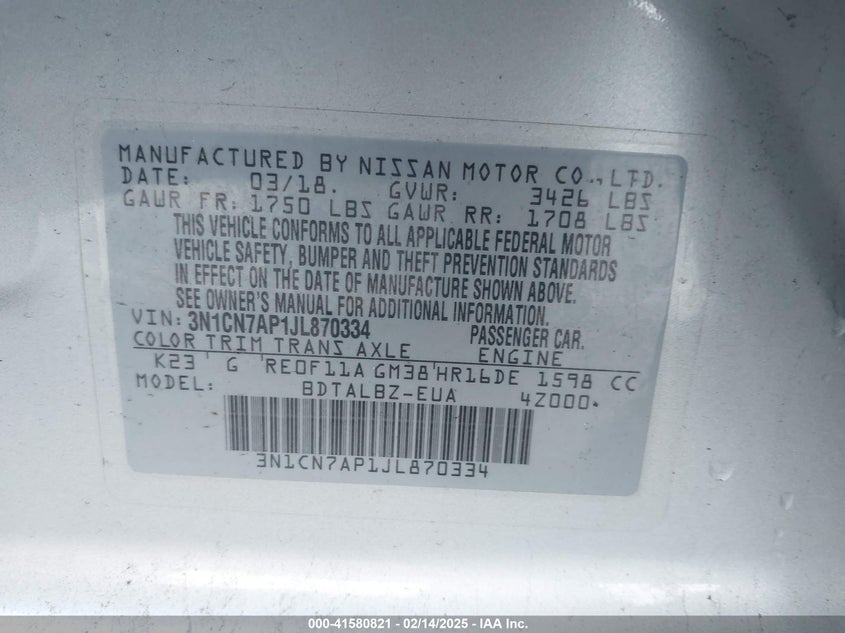 MANUFACTURED BY NISSAN MOTOR CO., LTD.
DATE: 03/18. GVWR: 3426 LBS
GAWR FR: 1750 LBS GAWR RR: 1708 LBS
THIS VEHICLE CONFORMS TO ALL APPLICABLE FEDERAL MOTOR
VEHICLE SAFETY, BUMPER AND THEFT PREVENTION STANDARDS
IN EFFECT ON THE DATE OF MANUFACTURE SHOWN ABOVE.
SEE OWNER'S MANUAL FOR ADDITIONAL INFORMATION.
VIN: 3N1CN7AP1JL870334 PASSENGER CAR.
COLOR TRIM TRANS AXLE ENGINE
K23 ' G 'RE0F11A GM38'HR16DE 1598 CC
MODEL: BDTALBZ-EUA 4Z000.
3N1CN7AP1JL870334
000-41580821 - 02/14/2025 - IAA Inc.